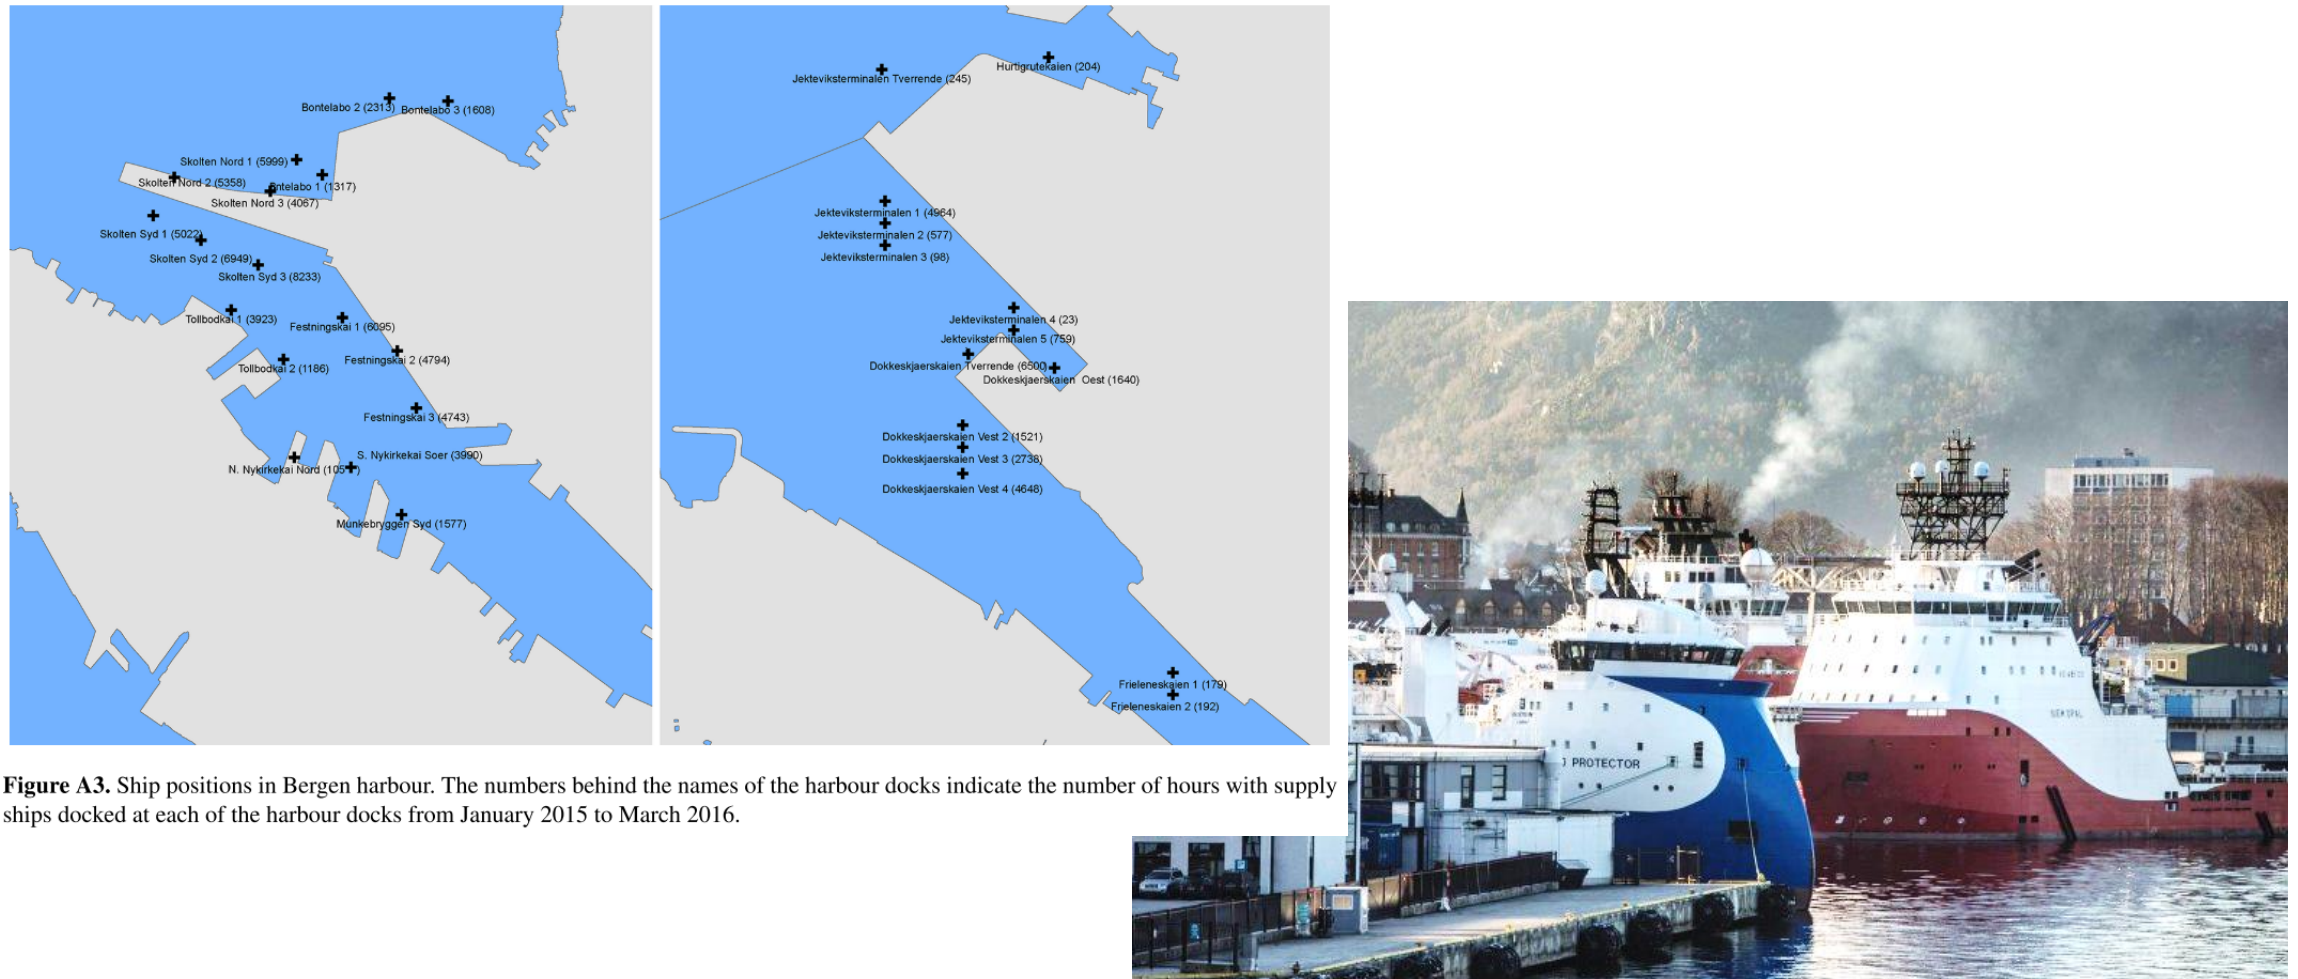 Bontelabo 2 (2313)
Bontelabo 3 (1608)
Skolten Nord 1 (5999)
Skolten Nord 2 (5358)
ntelabo 1 (1317)
Skolten Nord 3 (4067)
Skolten Syd 1 (5022)
Skolten Syd 2 (6949)
Skolten Syd 3 (8233)
Tollbodkai 1 (3923)
Festningskai 1 (6095)
Festningskai 2 (4794)
Tollbodkai 2 (1186)
Festningskai 3 (4743)
S. Nykirkekai Soer (3990)
N. Nykirkekai Nord
Munkebryggen Syd (1577)
Hurtigrutekaien (204)
Jekteviksterminalen Tverrende (245)
Jekteviksterminalen 1 (4964)
Jekteviksterminalen 2 (577)
Jekteviksterminalen 3 (98)
Jekteviksterminalen 4 (23)
Jekteviksterminalen 5 (759)
Dokkeskjaerskaien Tverrende (6500)
Dokkeskjaerskaien Oest (1640)
Dokkeskjaerskaien Vest 2 (1521)
Dokkeskjaerskaien Vest 3 (2738)
Dokkeskjaerskaien Vest 4 (4648)
Frieleneskaien 1 (179)
Frieleneskaien 2 (192)
Figure A3. Ship positions in Bergen harbour. The numbers behind the names of the harbour docks indicate the number of hours with supply
ships docked at each of the harbour docks from January 2015 to March 2016.
PROTECTOR